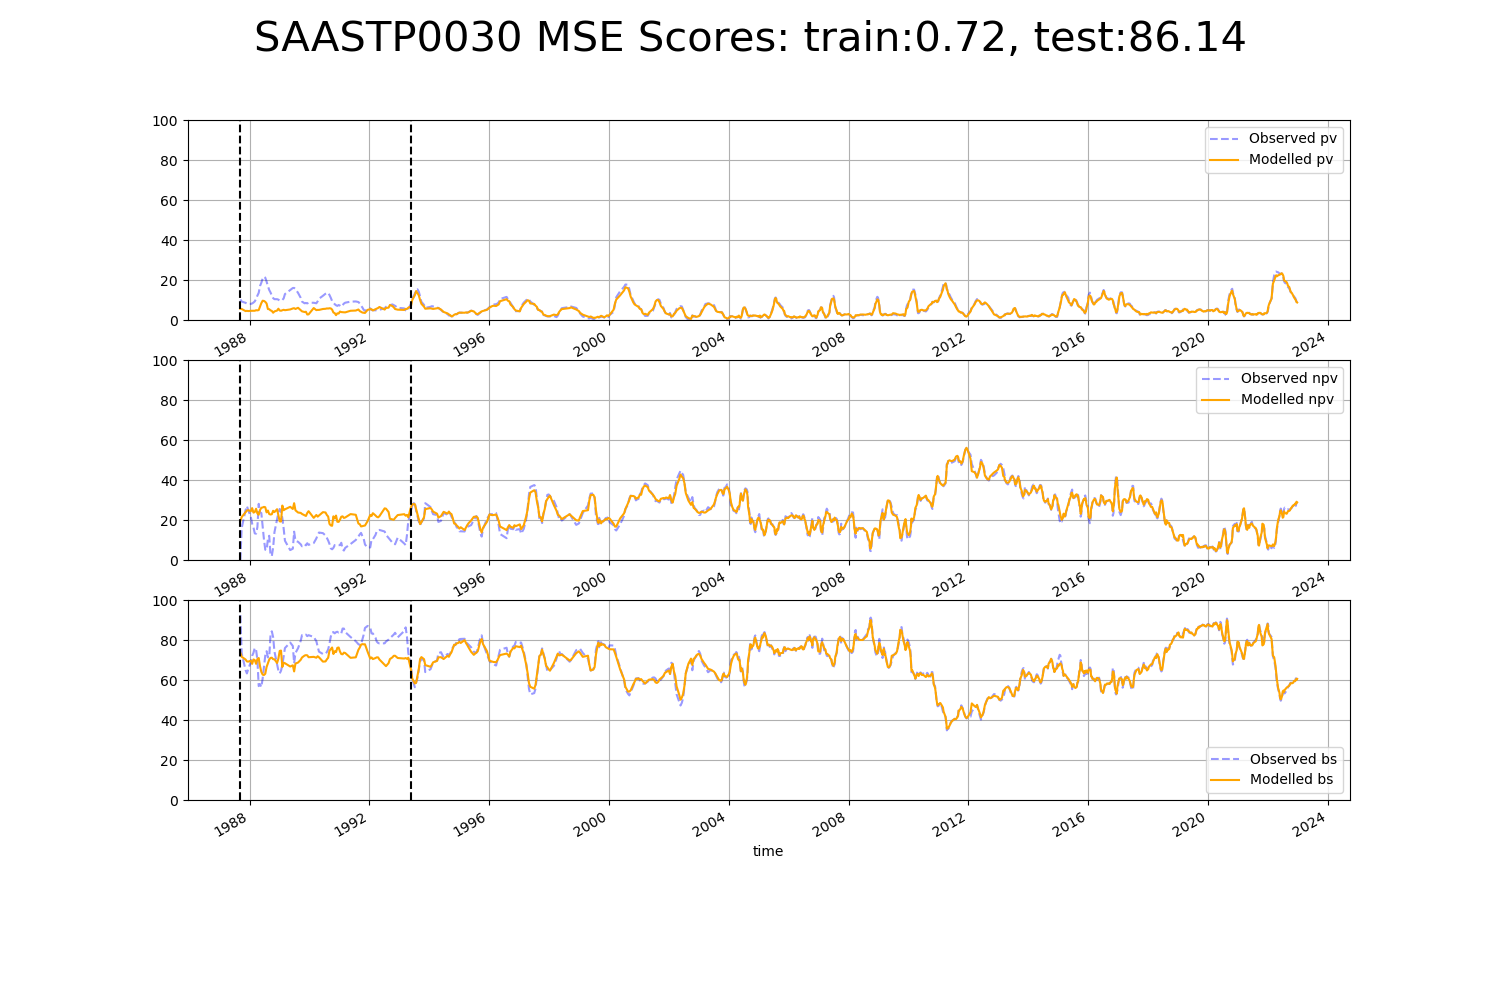 SAASTP0030 MSE Scores: train:0.72, test:86.14
100
80
60
40
20
0
Observed pv
Modelled pv
1988 1992 1996 2000 2004 2008 2012 2016 2020 2024
100
80
60
40
20
0
Observed npv
Modelled npv
1988 1992 1996 2000 2004 2008 2012 2016 2020 2024
100
80
60
40
20
0
Observed bs
Modelled bs
1988 1992 1996 2000 2004 2008 2012 2016 2020 2024
time